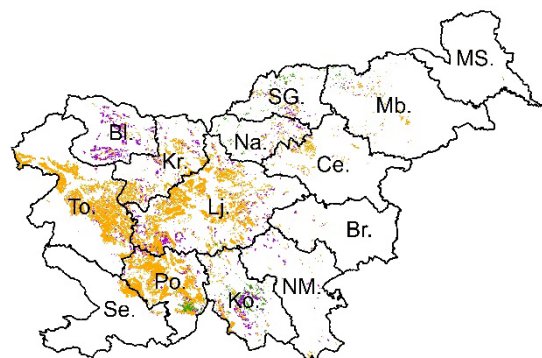 MS.
SG.
Mb.
Bl.
Na.
Kr.
Ce.
To.
Lj.
Br.
Po.
NM.
Ko.
Se.